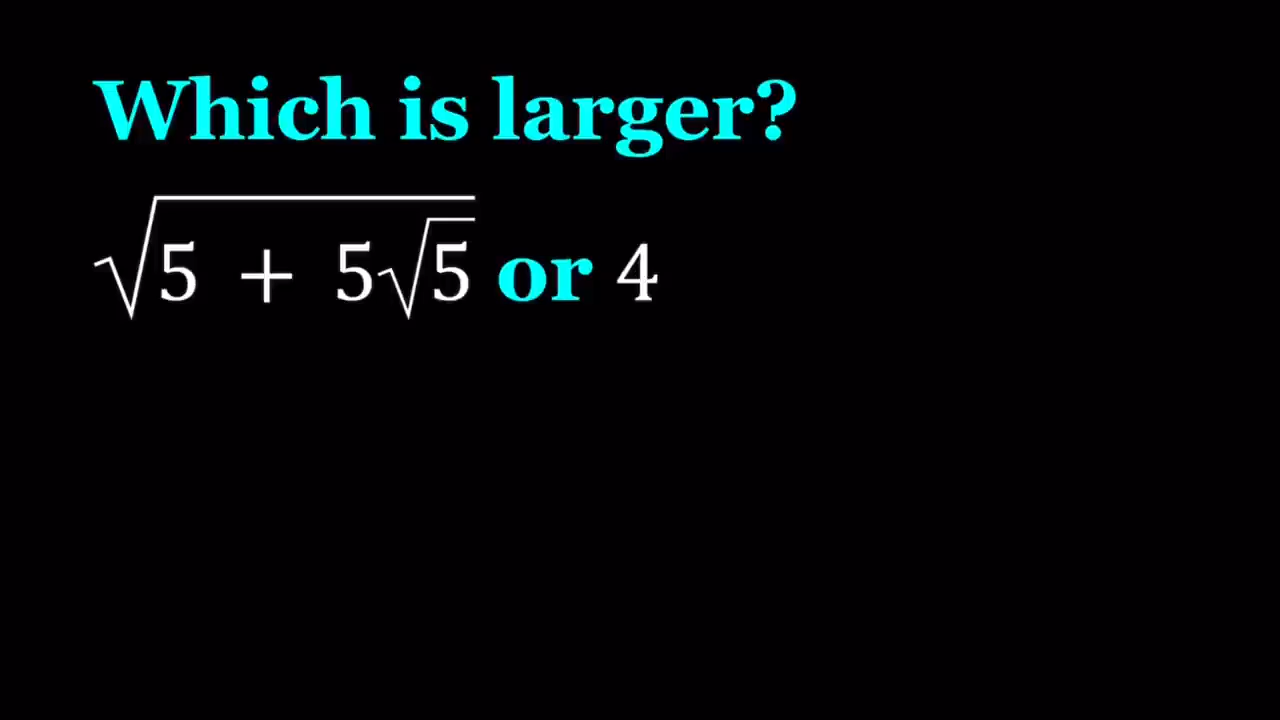 Which is larger?
√(5 + 5√5) or 4